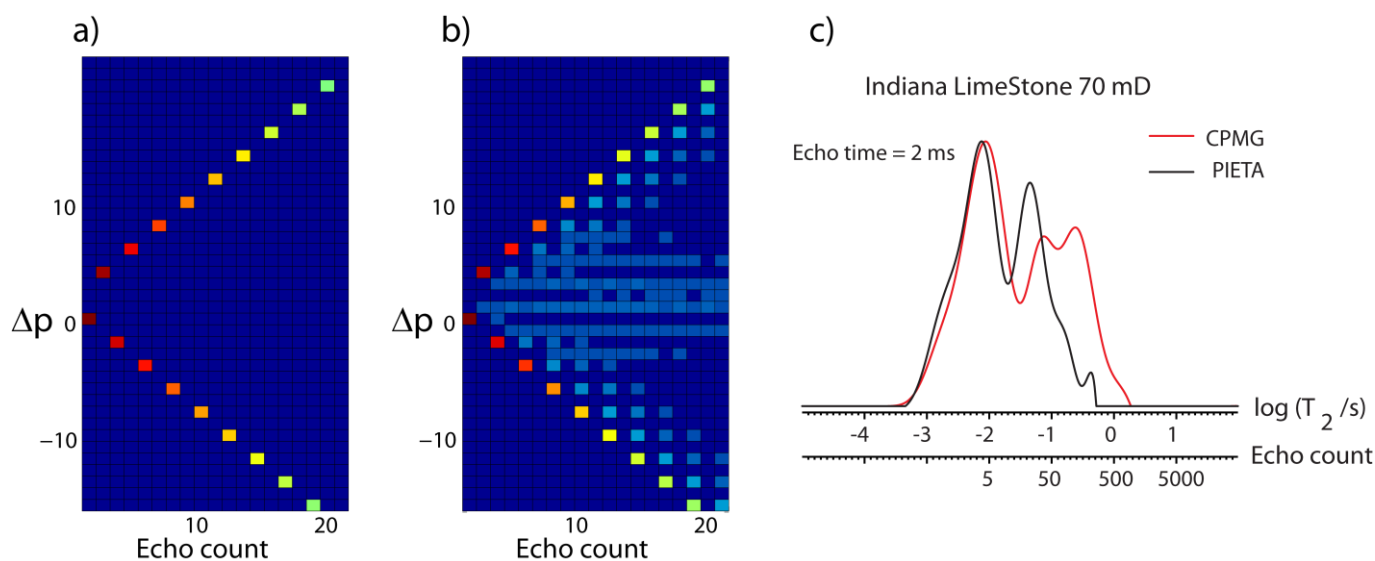 a)
10
Δp 0
−10
10 20
Echo count
b)
10
Δp 0
−10
10 20
Echo count
c)
Indiana LimeStone 70 mD
CPMG
Echo time = 2 ms
PIETA
-4 -3 -2 -1 0 1 log (T 2 /s)
5 50 500 5000 Echo count